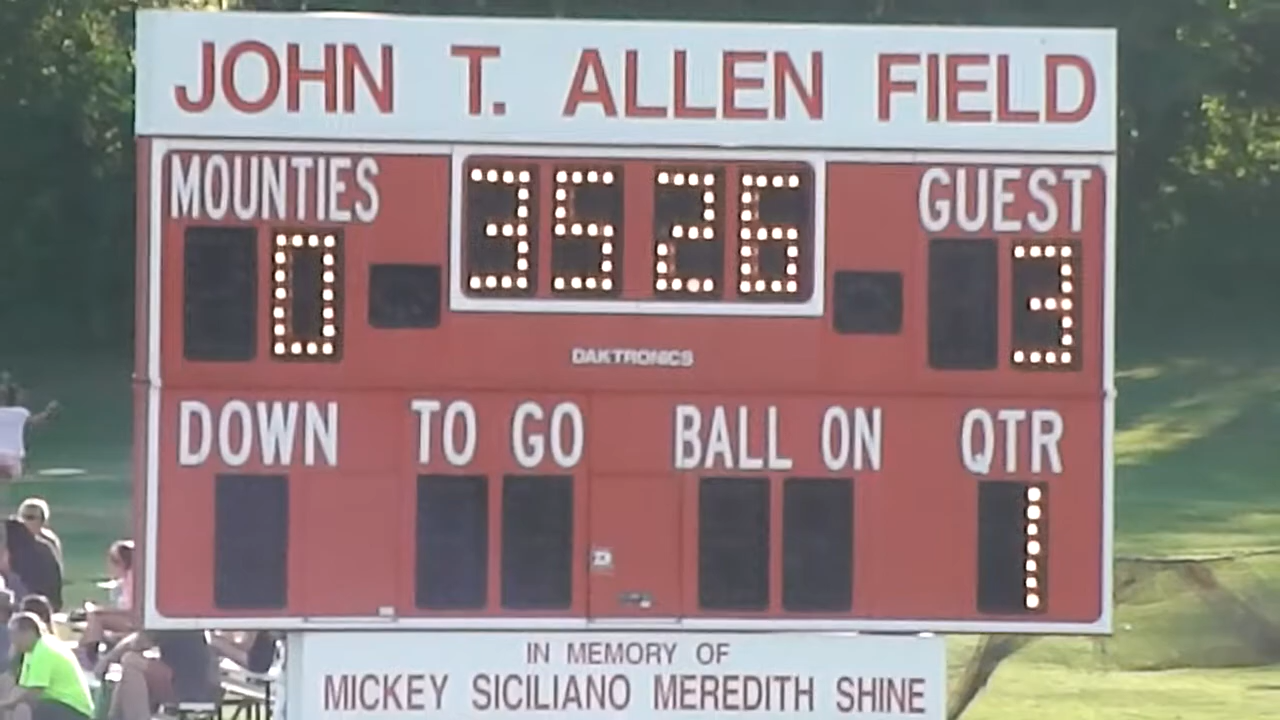 JOHN T. ALLEN FIELD
MOUNTIES 35 26 GUEST
0 3
DAKTRONICS
DOWN TO GO BALL ON QTR
1
IN MEMORY OF
MICKEY SICILIANO MEREDITH SHINE